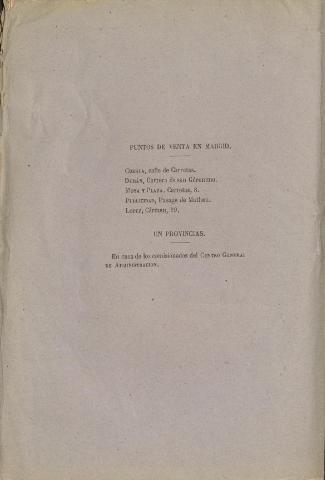 PUNTOS DE VENTA EN MADRID.
CUESTA, calle de Carretas.
DURÁN, Carrera de San Gerónimo.
MOYA Y PLAZA, Carretas, 8.
PUBLICIDAD, Pasage de Matheu.
LOPEZ, Cármen, 29.
EN PROVINCIAS.
En casa de los comisionados del CENTRO GENERAL
DE ADMINISTRACION.